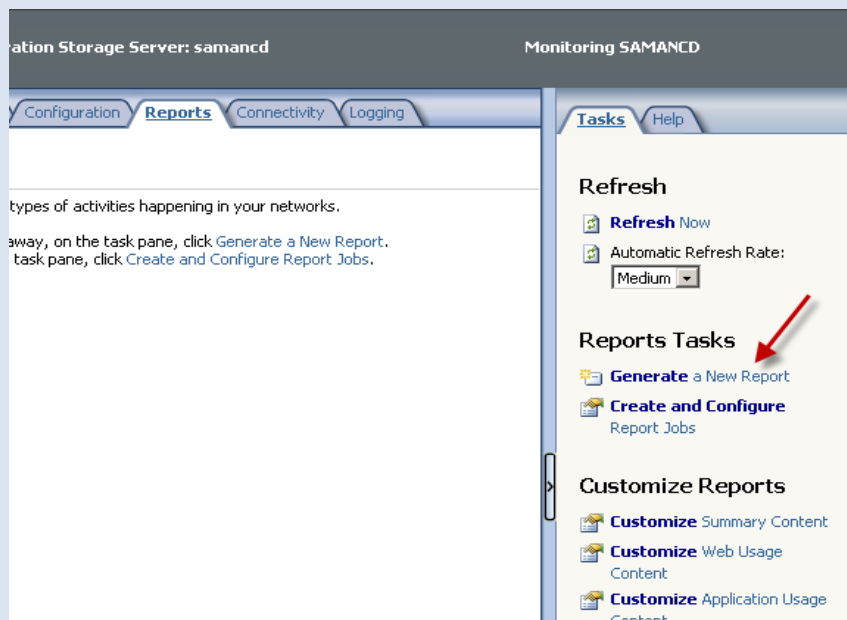 ration Storage Server: samancd
Monitoring SAMANCD
Configuration
Reports
Connectivity
Logging
types of activities happening in your networks.
away, on the task pane, click Generate a New Report.
task pane, click Create and Configure Report Jobs.
Tasks
Help
Refresh
Refresh Now
Automatic Refresh Rate:
Medium
Reports Tasks
Generate a New Report
Create and Configure
Report Jobs
Customize Reports
Customize Summary Content
Customize Web Usage
Content
Customize Application Usage
Content